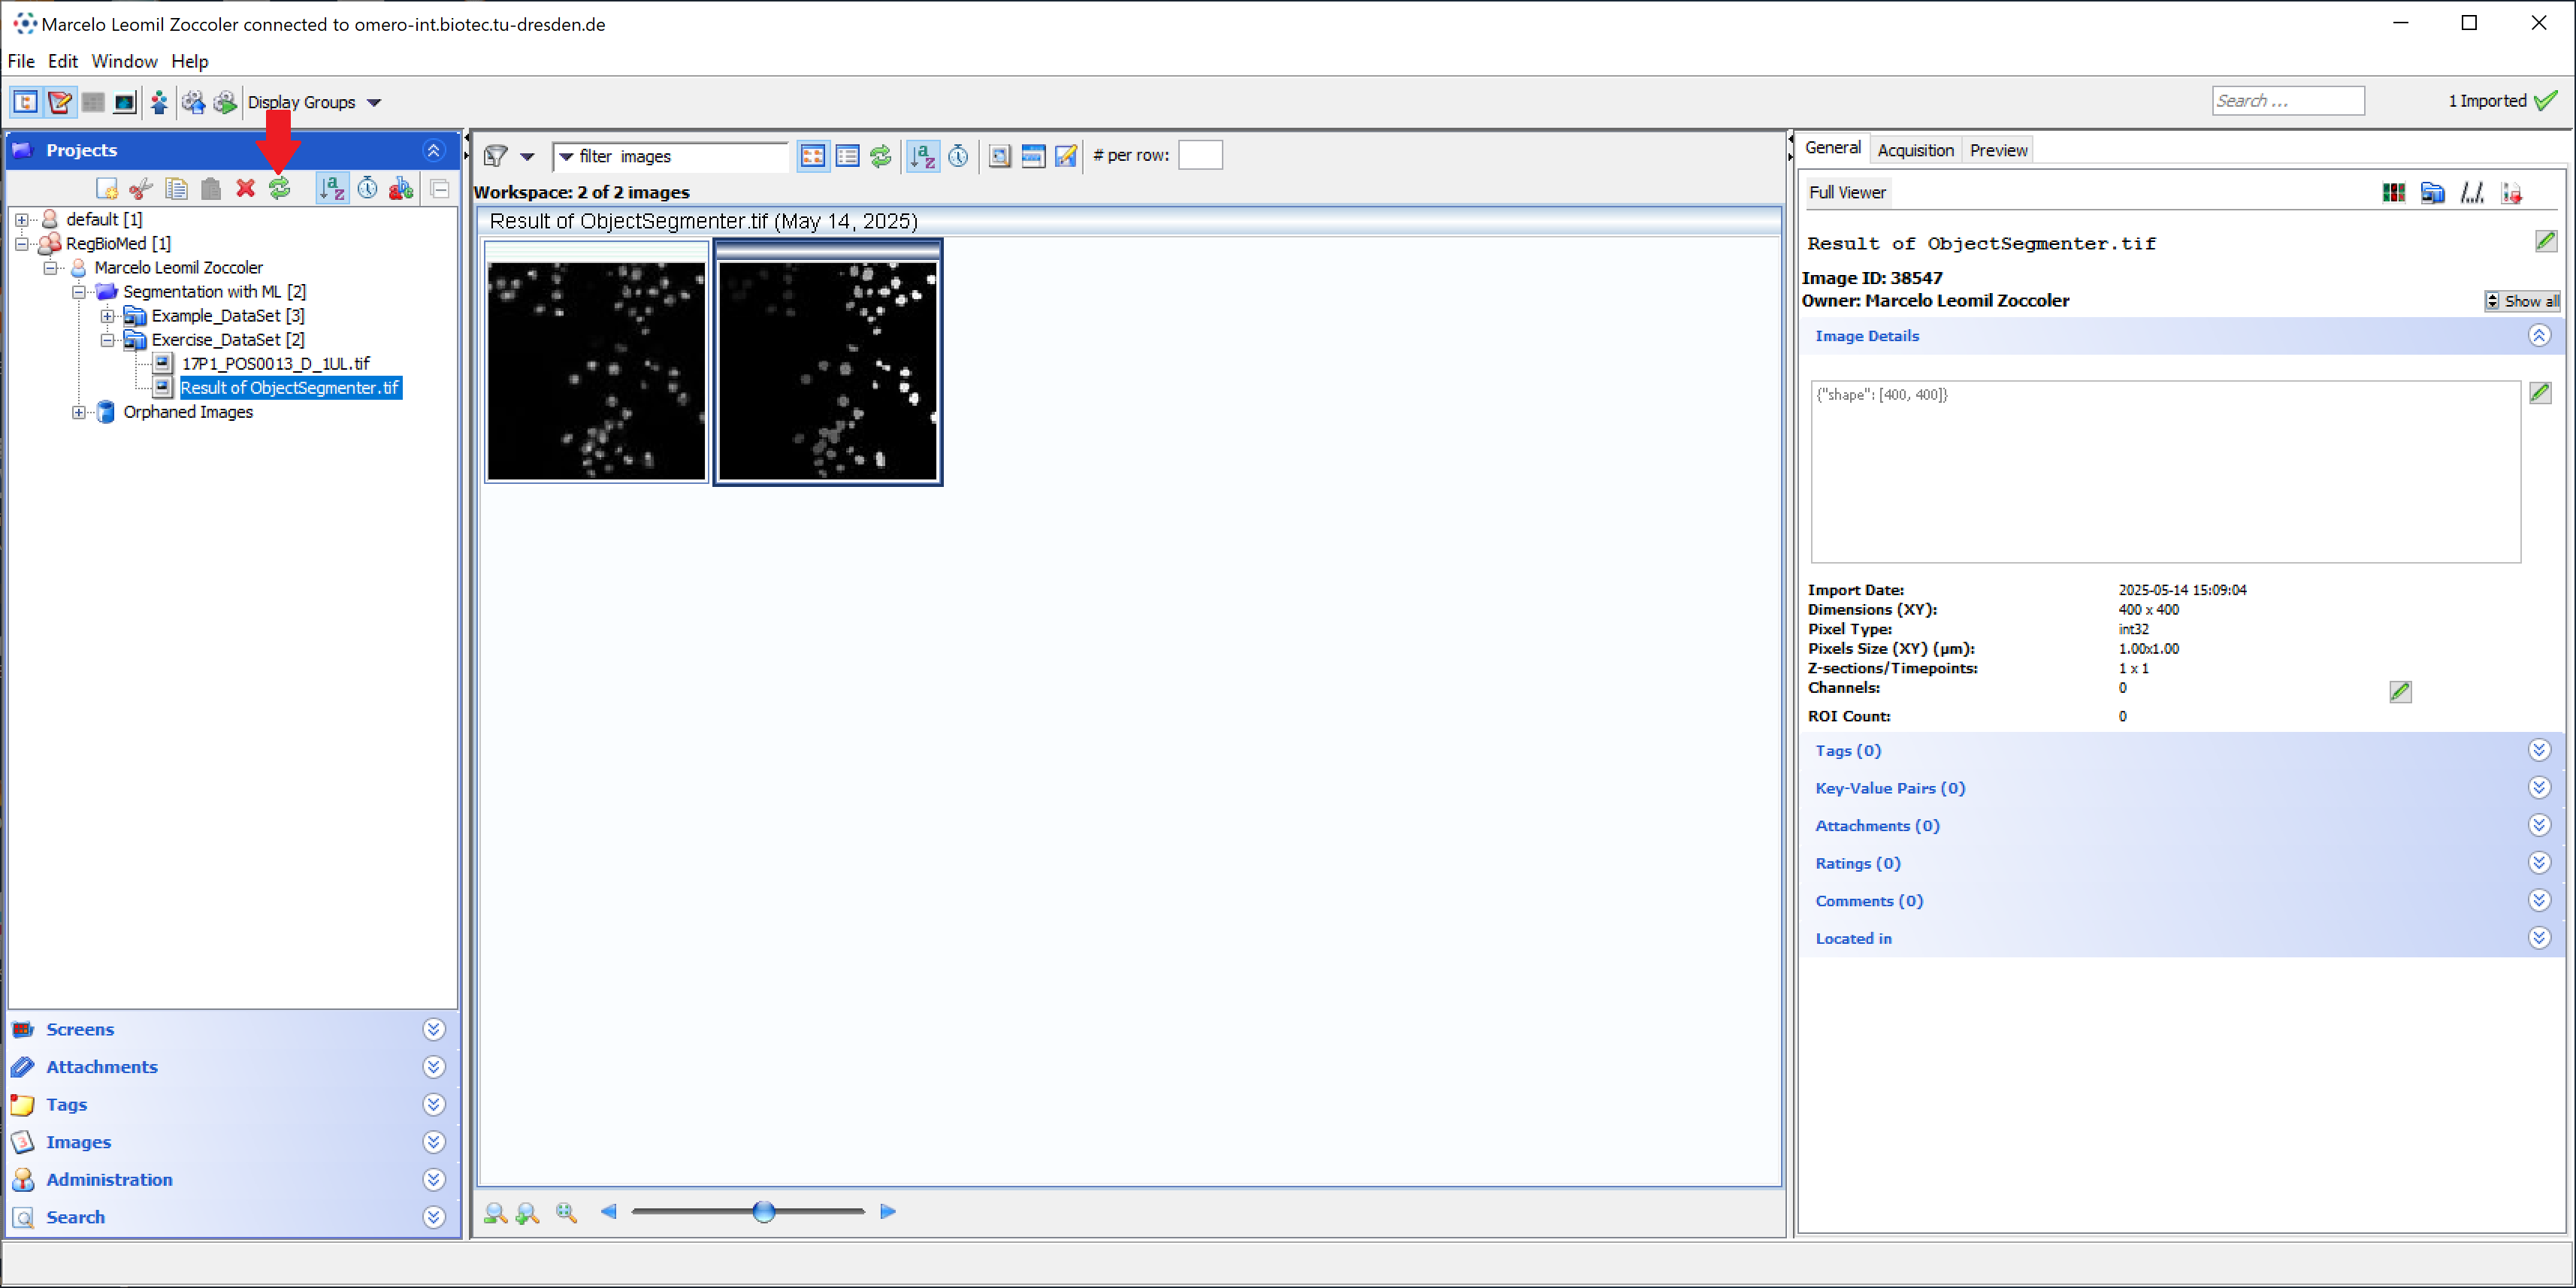 Marcelo Leomil Zoccoler connected to omero-int.biotec.tu-dresden.de
File Edit Window Help
Display Groups
Search ...
1 Imported
Projects
default [1]
RegBioMed [1]
Marcelo Leomil Zoccoler
Segmentation with ML [2]
Example_DataSet [3]
Exercise_DataSet [2]
17P1_POS0013_D_1UL.tif
Result of ObjectSegmenter.tif
Orphaned Images
Screens
Attachments
Tags
Images
Administration
Search
filter images
# per row:
Workspace: 2 of 2 images
Result of ObjectSegmenter.tif (May 14, 2025)
General Acquisition Preview
Full Viewer
Result of ObjectSegmenter.tif
Image ID: 38547
Owner: Marcelo Leomil Zoccoler
Show all
Image Details
{"shape": [400, 400]}
Import Date: 2025-05-14 15:09:04
Dimensions (XY): 400 x 400
Pixel Type: int32
Pixels Size (XY) (µm): 1.00x1.00
Z-sections/Timepoints: 1 x 1
Channels: 0
ROI Count: 0
Tags (0)
Key-Value Pairs (0)
Attachments (0)
Ratings (0)
Comments (0)
Located in